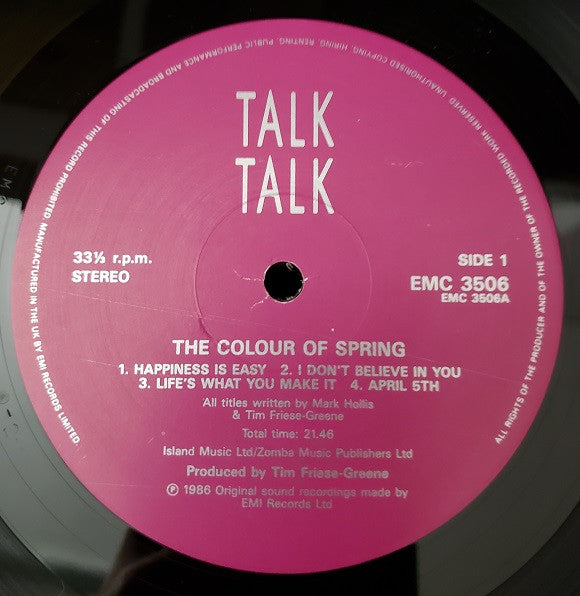 TALK
TALK
33⅓ r.p.m.
STEREO
SIDE 1
EMC 3506
EMC 3506A
THE COLOUR OF SPRING
1. HAPPINESS IS EASY 2. I DON'T BELIEVE IN YOU
3. LIFE'S WHAT YOU MAKE IT 4. APRIL 5TH
All titles written by Mark Hollis
& Tim Friese-Greene
Total time: 21.46
Island Music Ltd/Zomba Music Publishers Ltd
Produced by Tim Friese-Greene
Ⓟ 1986 Original sound recordings made by
EMI Records Ltd
ALL RIGHTS OF THE PRODUCER AND OF THE OWNER OF THE RECORDED WORK RESERVED UNAUTHORISED COPYING, HIRING, RENTING, PUBLIC PERFORMANCE AND BROADCASTING OF THIS RECORD PROHIBITED MANUFACTURED IN THE UK BY EMI RECORDS LIMITED.